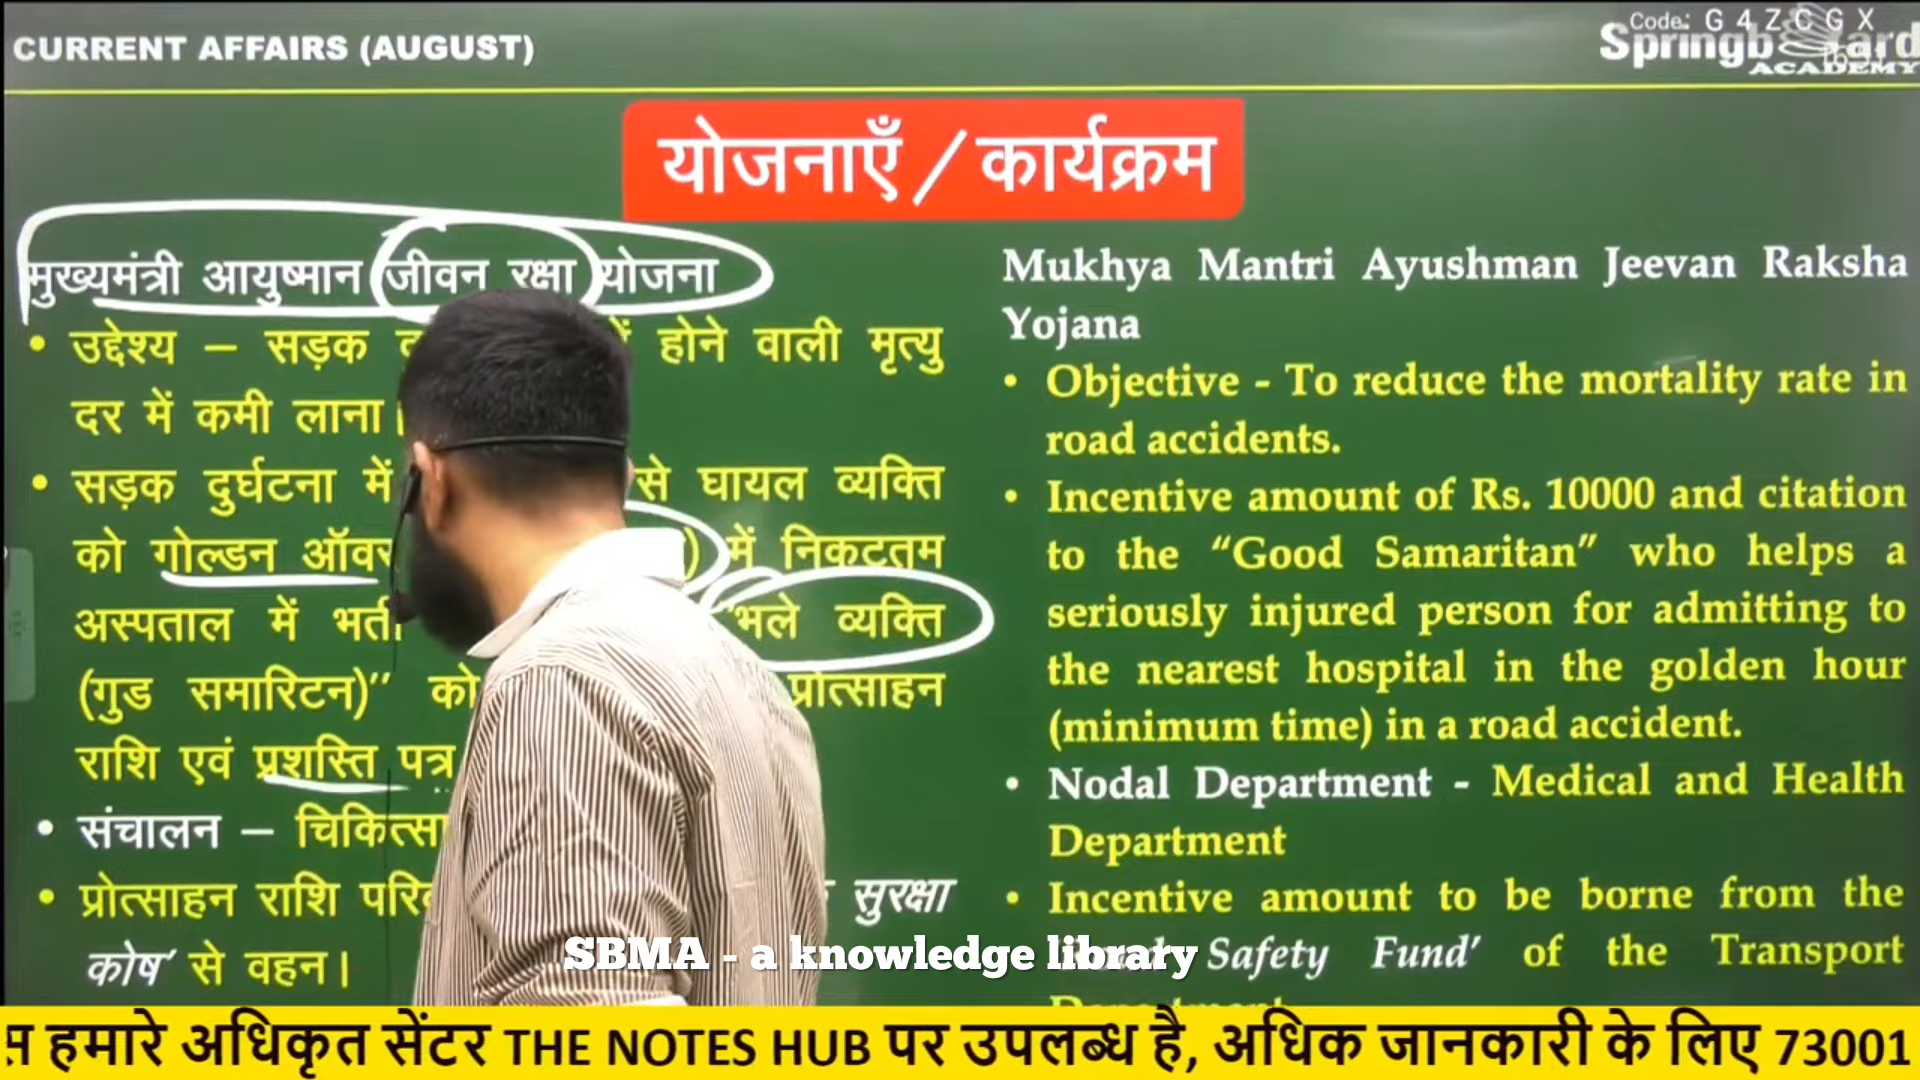 CURRENT AFFAIRS (AUGUST)
Code: G 4 Z C G X
Springboard
ACADEMY
योजनाएँ / कार्यक्रम
मुख्यमंत्री आयुष्मान जीवन रक्षा योजना
• उद्देश्य – सड़क में होने वाली मृत्यु
दर में कमी लाना।
• सड़क दुर्घटना में से घायल व्यक्ति
को गोल्डन ऑवर ) में निकटतम
अस्पताल में भर्ती "भले व्यक्ति
(गुड समारिटन)" को प्रोत्साहन
राशि एवं प्रशस्ति पत्र
• संचालन – चिकित्सा
• प्रोत्साहन राशि सुरक्षा
कोष' से वहन।
Mukhya Mantri Ayushman Jeevan Raksha
Yojana
• Objective - To reduce the mortality rate in
road accidents.
• Incentive amount of Rs. 10000 and citation
to the “Good Samaritan” who helps a
seriously injured person for admitting to
the nearest hospital in the golden hour
(minimum time) in a road accident.
• Nodal Department - Medical and Health
Department
• Incentive amount to be borne from the
Safety Fund’ of the Transport
Department
SBMA - a knowledge library
हमारे अधिकृत सेंटर THE NOTES HUB पर उपलब्ध है, अधिक जानकारी के लिए 73001